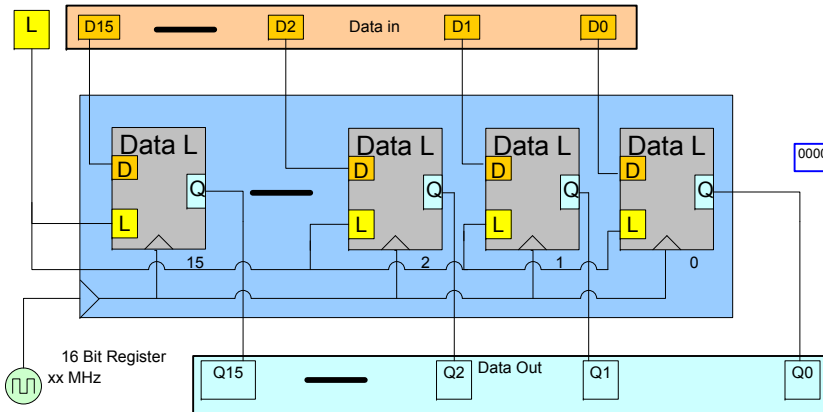 L D15 D2 Data in D1 D0
Data L Data L Data L Data L
D D D D
Q Q Q Q
0000
L L L L
15 2 1 0
16 Bit Register
xx MHz
Q15 Q2 Data Out Q1 Q0